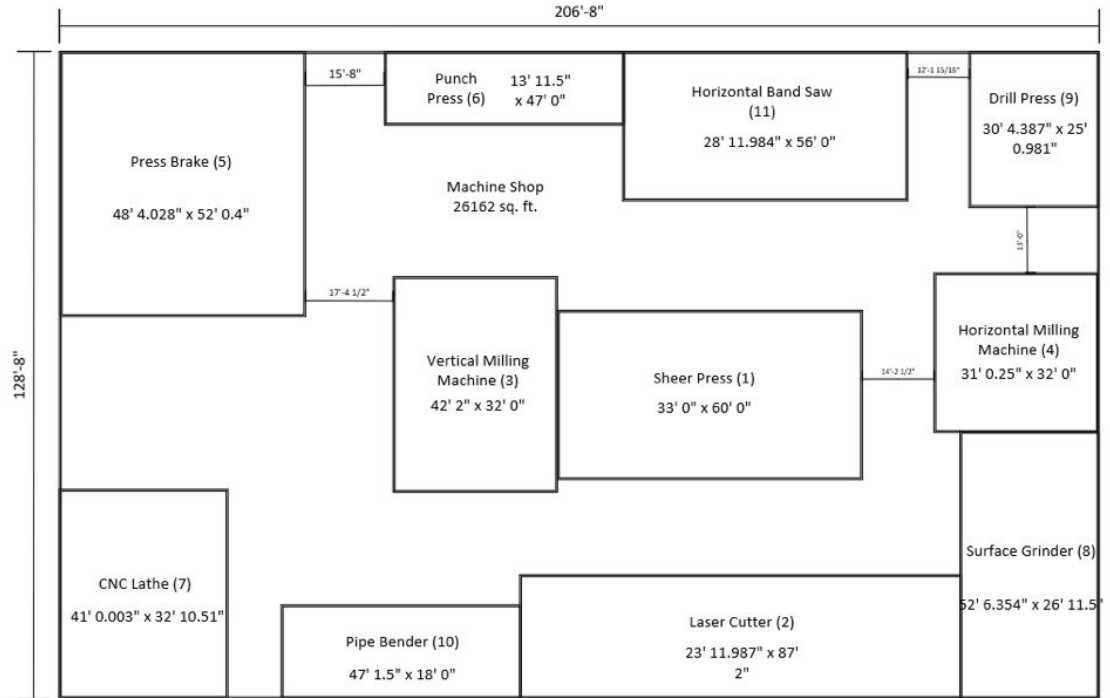 206'-8"
128'-8"
15'-8"
Punch
Press (6)
13' 11.5"
x 47' 0"
Horizontal Band Saw
(11)
28' 11.984" x 56' 0"
12'-1 15/16"
Drill Press (9)
30' 4.387" x 25'
0.981"
Press Brake (5)
48' 4.028" x 52' 0.4"
Machine Shop
26162 sq. ft.
13'-0"
17'-4 1/2"
Vertical Milling
Machine (3)
42' 2" x 32' 0"
Sheer Press (1)
33' 0" x 60' 0"
14'-2 1/2"
Horizontal Milling
Machine (4)
31' 0.25" x 32' 0"
CNC Lathe (7)
41' 0.003" x 32' 10.51"
Pipe Bender (10)
47' 1.5" x 18' 0"
Laser Cutter (2)
23' 11.987" x 87'
2"
Surface Grinder (8)
52' 6.354" x 26' 11.5"